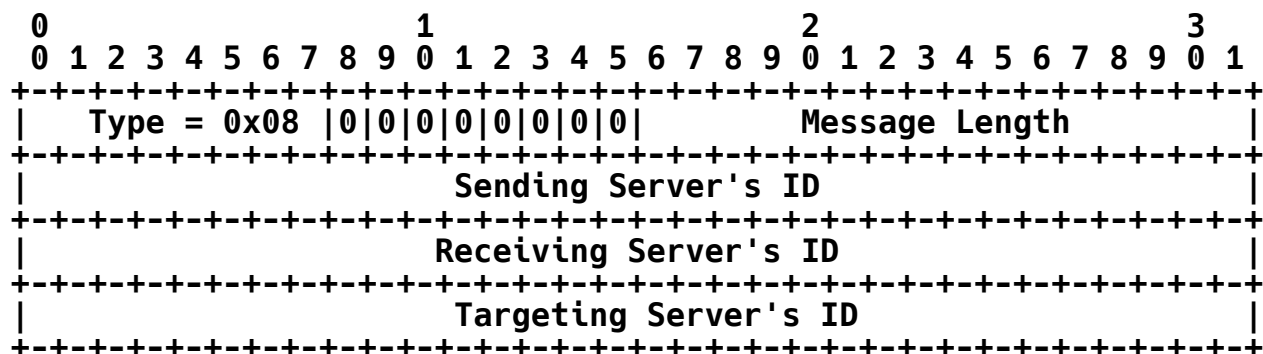 0                   1                   2                   3
 0 1 2 3 4 5 6 7 8 9 0 1 2 3 4 5 6 7 8 9 0 1 2 3 4 5 6 7 8 9 0 1
+-+-+-+-+-+-+-+-+-+-+-+-+-+-+-+-+-+-+-+-+-+-+-+-+-+-+-+-+-+-+-+-+
|   Type = 0x08 |0|0|0|0|0|0|0|0|        Message Length         |
+-+-+-+-+-+-+-+-+-+-+-+-+-+-+-+-+-+-+-+-+-+-+-+-+-+-+-+-+-+-+-+-+
|                      Sending Server's ID                      |
+-+-+-+-+-+-+-+-+-+-+-+-+-+-+-+-+-+-+-+-+-+-+-+-+-+-+-+-+-+-+-+-+
|                     Receiving Server's ID                     |
+-+-+-+-+-+-+-+-+-+-+-+-+-+-+-+-+-+-+-+-+-+-+-+-+-+-+-+-+-+-+-+-+
|                      Targeting Server's ID                    |
+-+-+-+-+-+-+-+-+-+-+-+-+-+-+-+-+-+-+-+-+-+-+-+-+-+-+-+-+-+-+-+-+